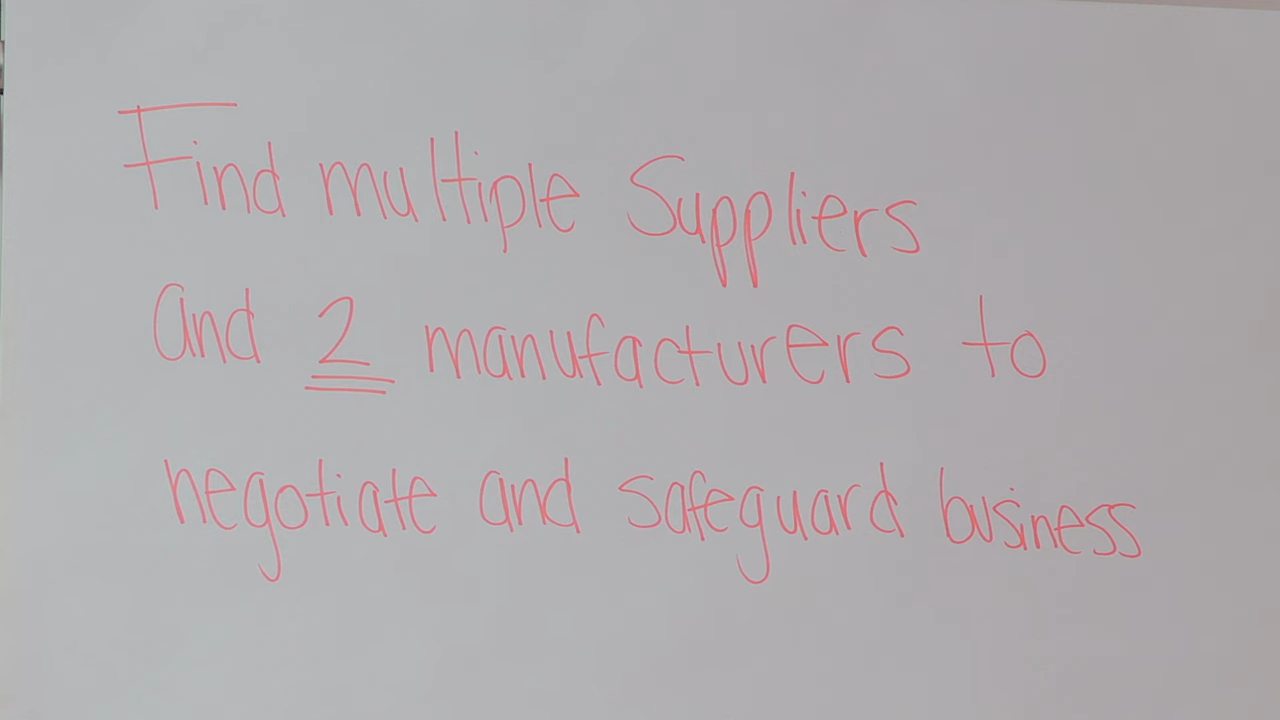 Find multiple Suppliers
and 2 manufacturers to
negotiate and safeguard business